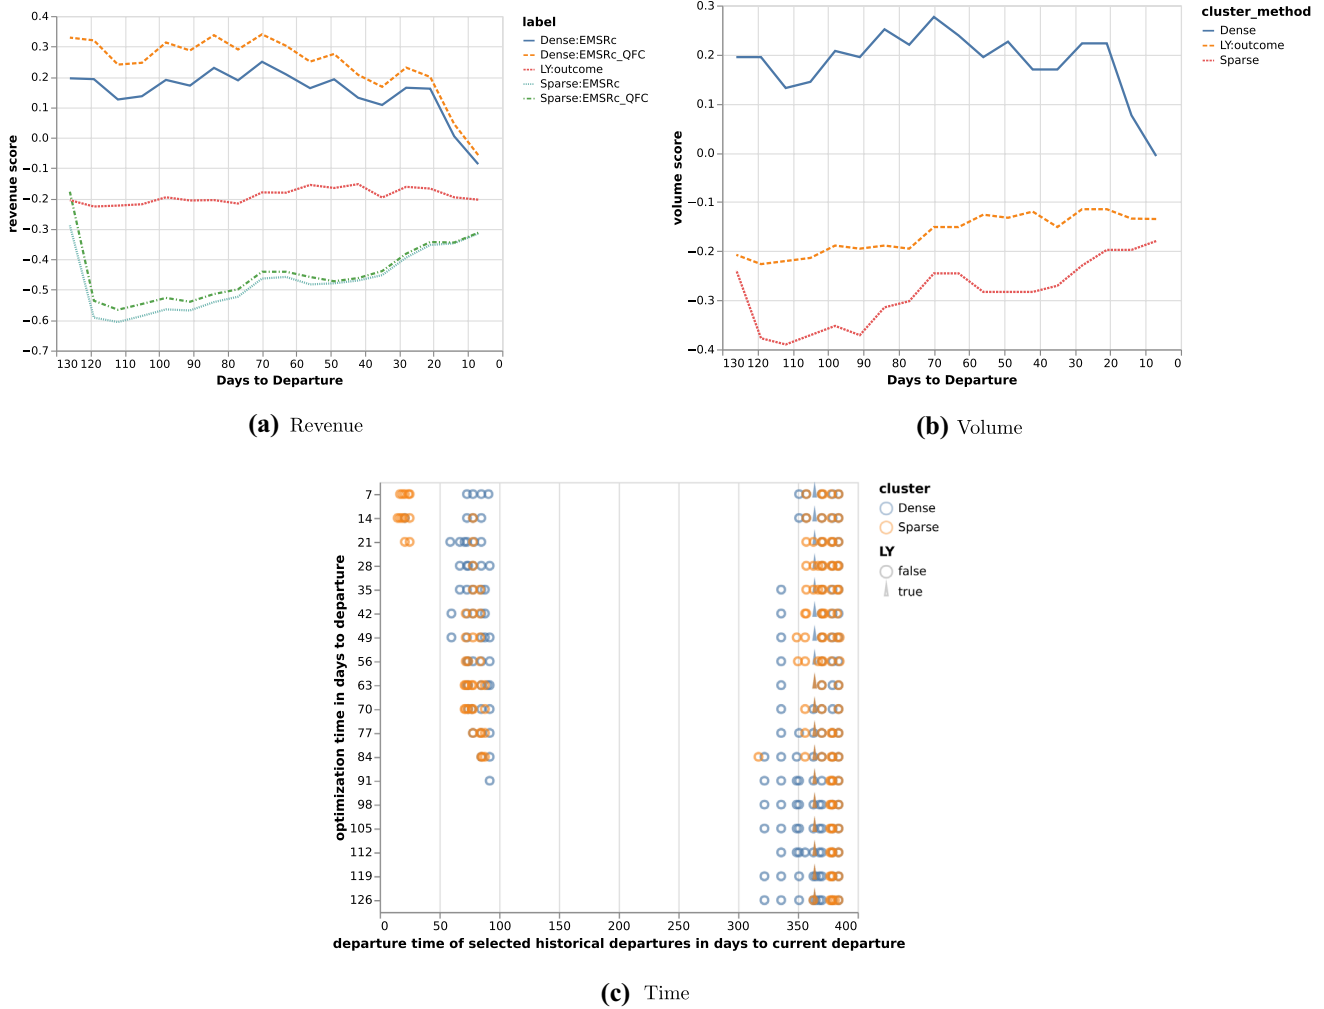 label
Dense:EMSRc
Dense:EMSRc_QFC
LY:outcome
Sparse:EMSRc
Sparse:EMSRc_QFC
revenue score
0.4
0.3
0.2
0.1
0.0
−0.1
−0.2
−0.3
−0.4
−0.5
−0.6
−0.7
130 120 110 100 90 80 70 60 50 40 30 20 10 0
Days to Departure
(a) Revenue
cluster_method
Dense
LY:outcome
Sparse
volume score
0.3
0.2
0.1
0.0
−0.1
−0.2
−0.3
−0.4
130 120 110 100 90 80 70 60 50 40 30 20 10 0
Days to Departure
(b) Volume
cluster
Dense
Sparse
LY
false
true
optimization time in days to departure
7
14
21
28
35
42
49
56
63
70
77
84
91
98
105
112
119
126
0 50 100 150 200 250 300 350 400
departure time of selected historical departures in days to current departure
(c) Time